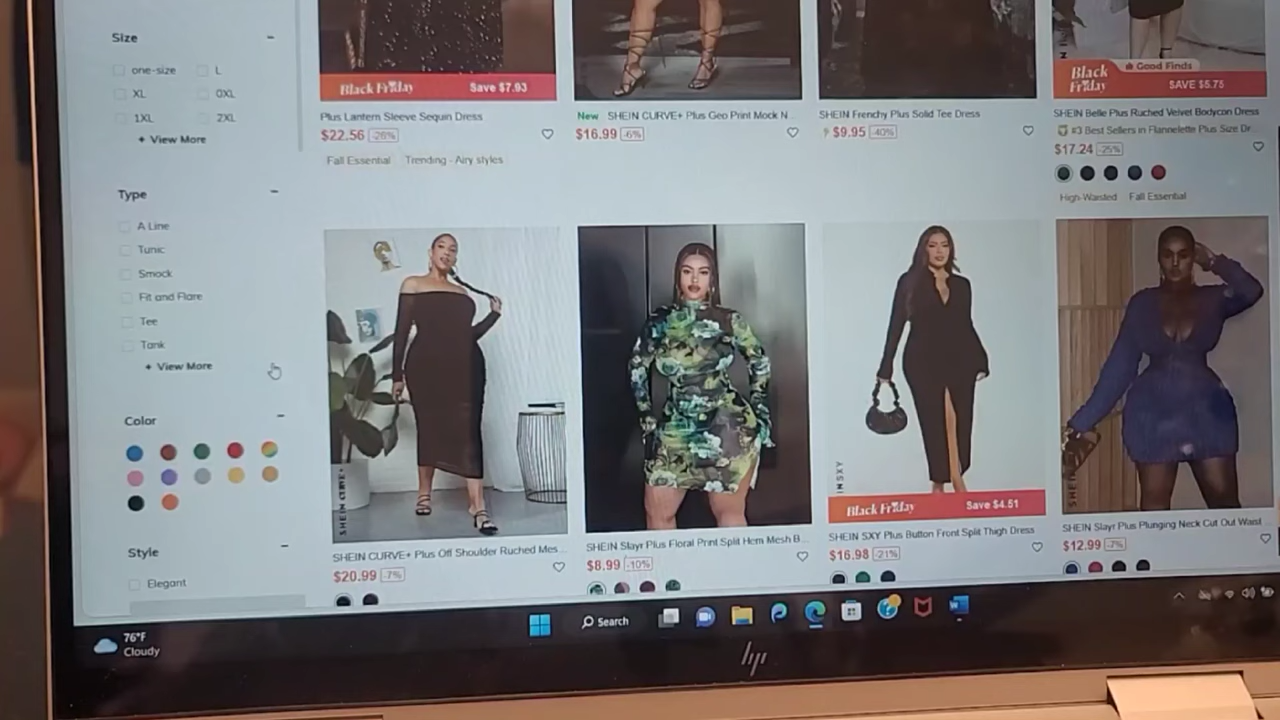 Size
one-size
L
XL
0XL
1XL
2XL
+ View More
Type
A Line
Tunic
Smock
Fit and Flare
Tee
Tank
+ View More
Color
Style
Elegant
Black Friday
Save $7.93
Plus Lantern Sleeve Sequin Dress
$22.56 -26%
Fall Essential
Trending - Airy styles
New SHEIN CURVE+ Plus Geo Print Mock N...
$16.99 -6%
SHEIN Frenchy Plus Solid Tee Dress
$9.95 -40%
Good Finds
Black Friday
SAVE $5.75
SHEIN Belle Plus Ruched Velvet Bodycon Dress
#3 Best Sellers in Flannelette Plus Size Dr...
$17.24 -25%
High-Waisted
Fall Essential
SHEIN CURVE+
SHEIN CURVE+ Plus Off Shoulder Ruched Mes...
$20.99 -7%
SHEIN Slayr Plus Floral Print Split Hem Mesh B...
$8.99 -10%
SXY
Black Friday
Save $4.51
SHEIN SXY Plus Button Front Split Thigh Dress
$16.98 -21%
SHEIN Slayr Plus Plunging Neck Cut Out Waist ...
$12.99 -7%
76°F
Cloudy
Search
hp